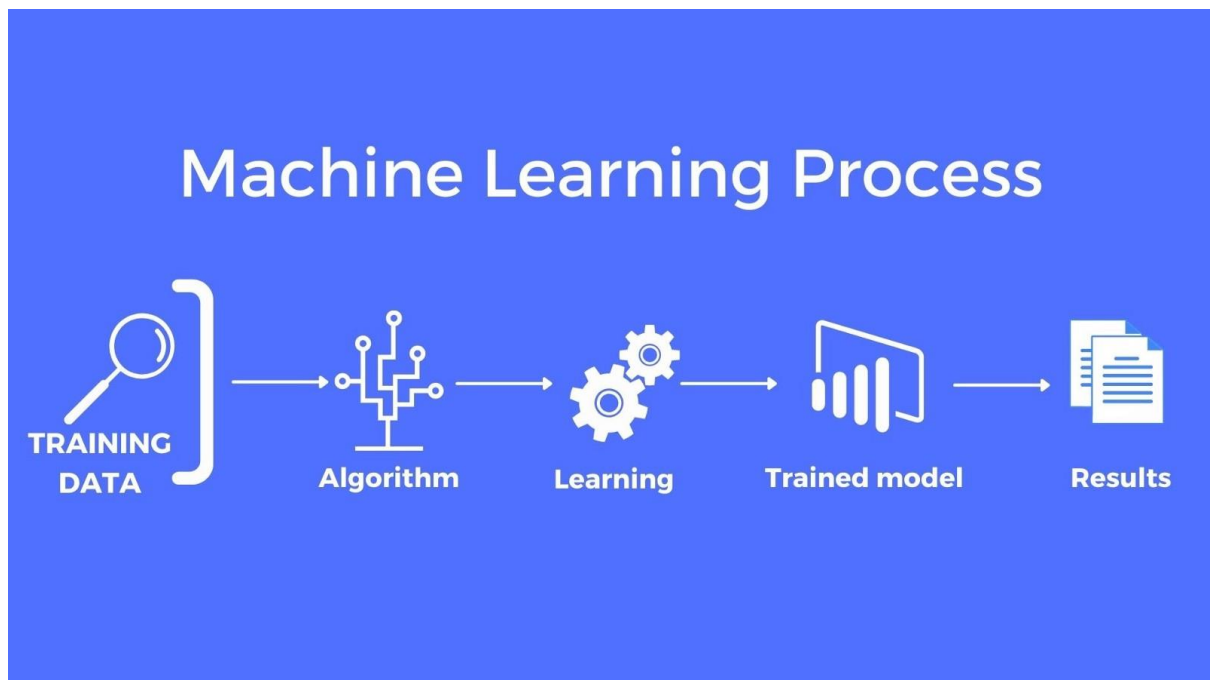 Machine Learning Process
TRAINING
DATA
Algorithm
Learning
Trained model
Results